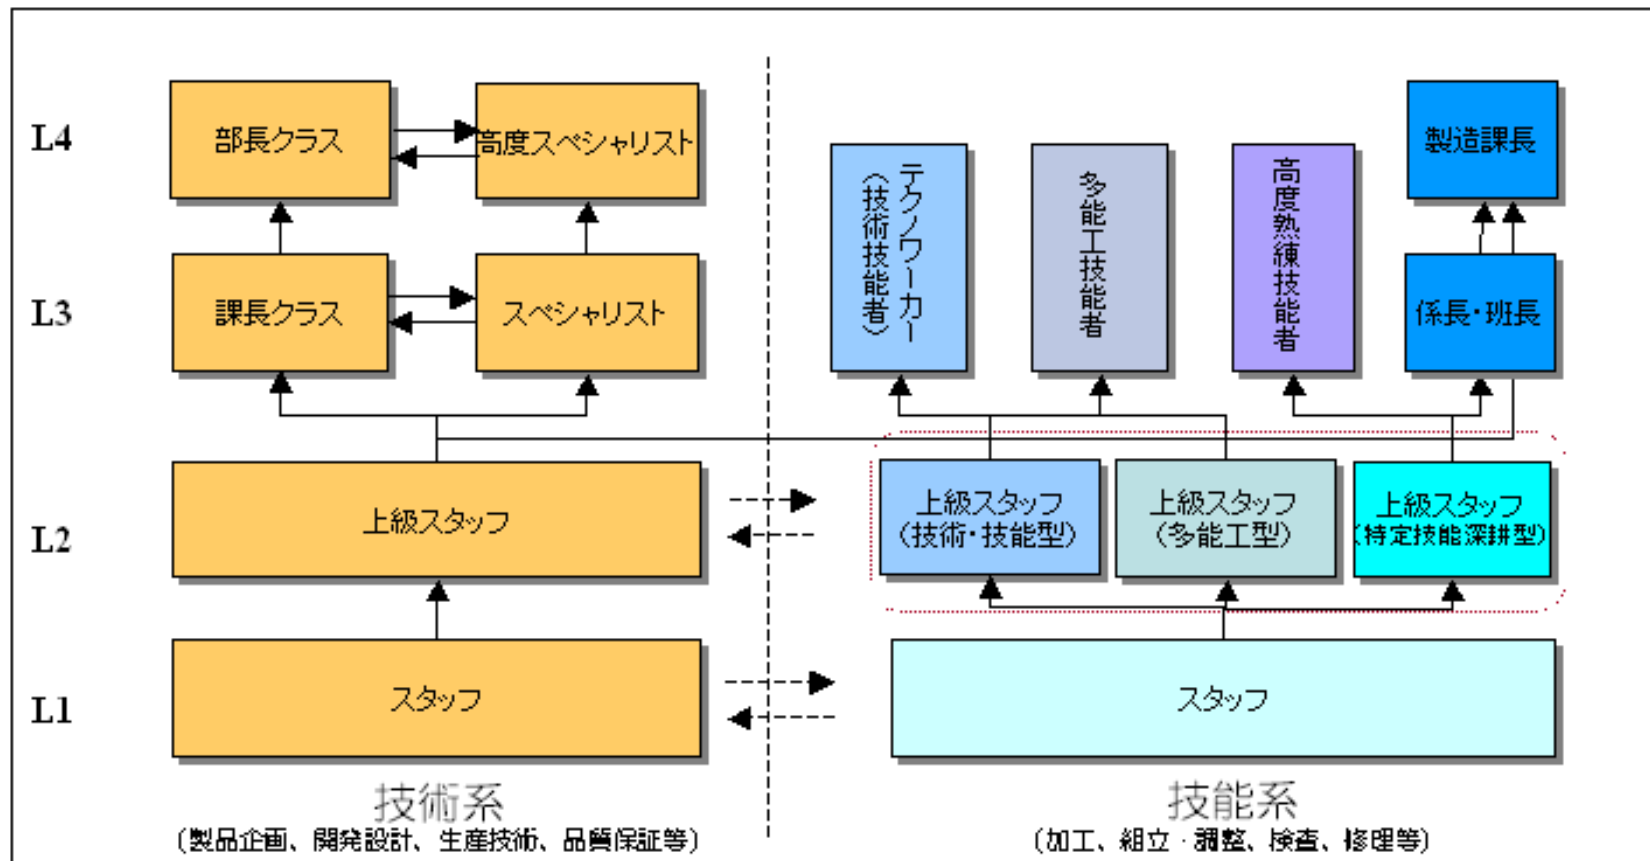 L4
部長クラス
高度スペシャリスト
製造課長
テクノワーカー
（技術技能者）
多能工技能者
高度熟練技能者
L3
課長クラス
スペシャリスト
係長・班長
L2
上級スタッフ
上級スタッフ
（技術・技能型）
上級スタッフ
（多能工型）
上級スタッフ
（特定技能深耕型）
L1
スタッフ
スタッフ
技術系
（製品企画、開発設計、生産技術、品質保証等）
技能系
（加工、組立・調整、検査、修理等）